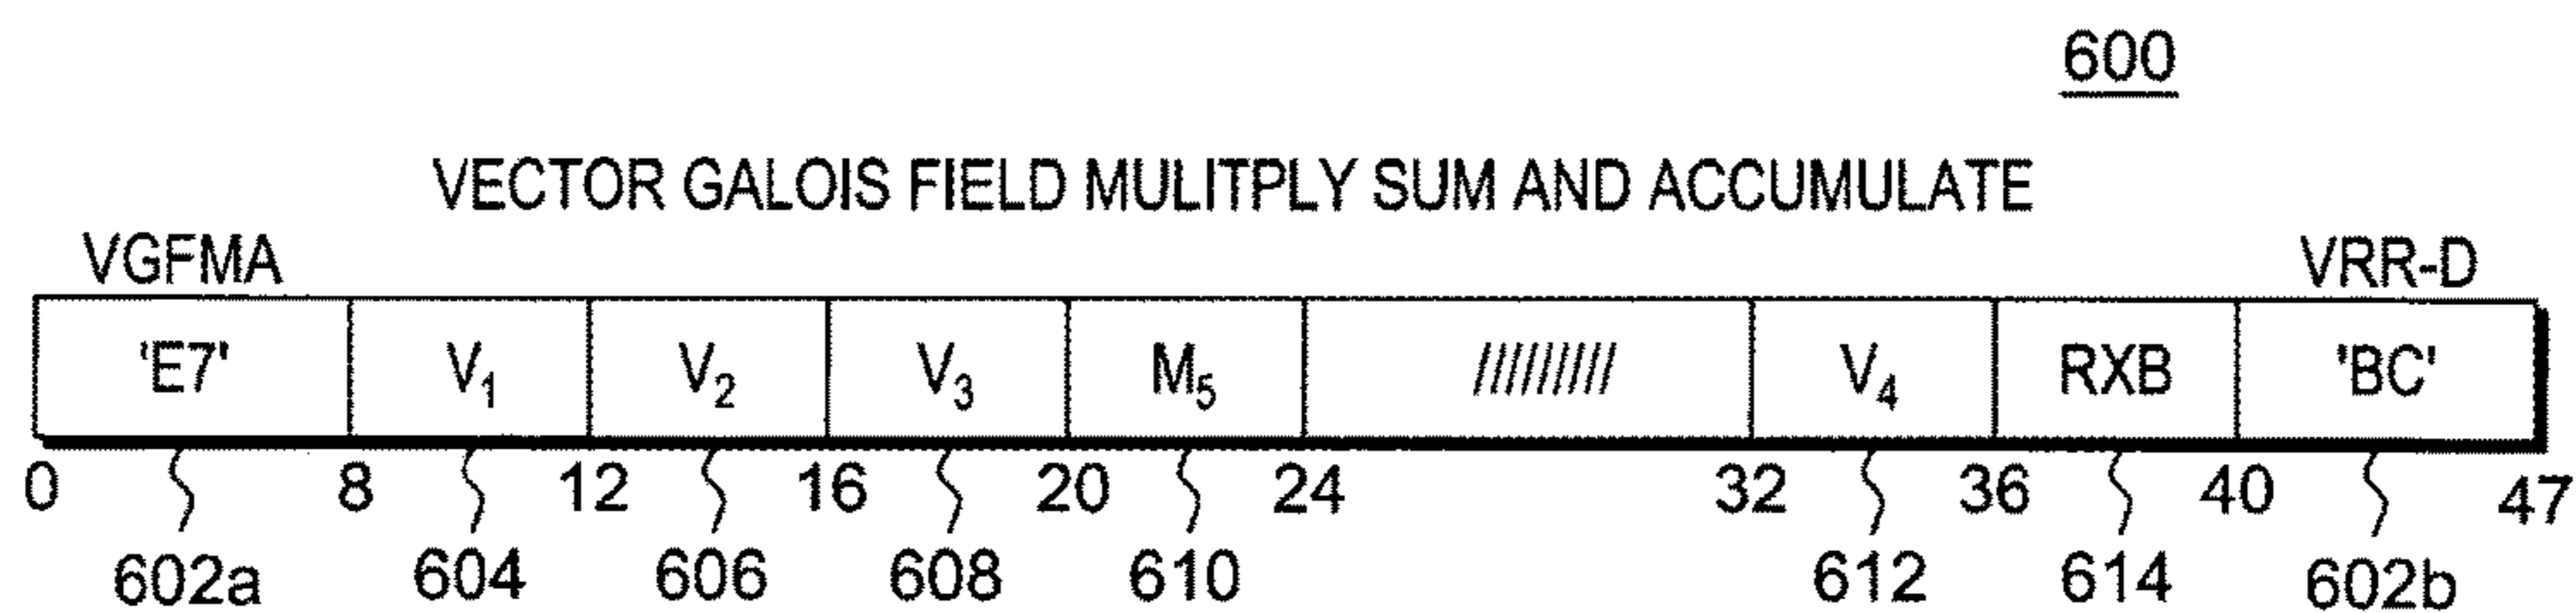 600
VECTOR GALOIS FIELD MULITPLY SUM AND ACCUMULATE
VGFMA VRR-D
'E7' V₁ V₂ V₃ M₅ ///////// V₄ RXB 'BC'
0 8 12 16 20 24 32 36 40 47
602a 604 606 608 610 612 614 602b